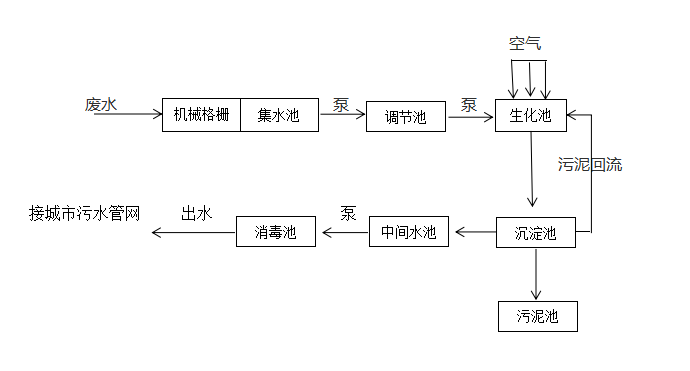 空气
废水
机械格栅
集水池
泵
调节池
泵
生化池
污泥回流
接城市污水管网
出水
消毒池
泵
中间水池
沉淀池
污泥池